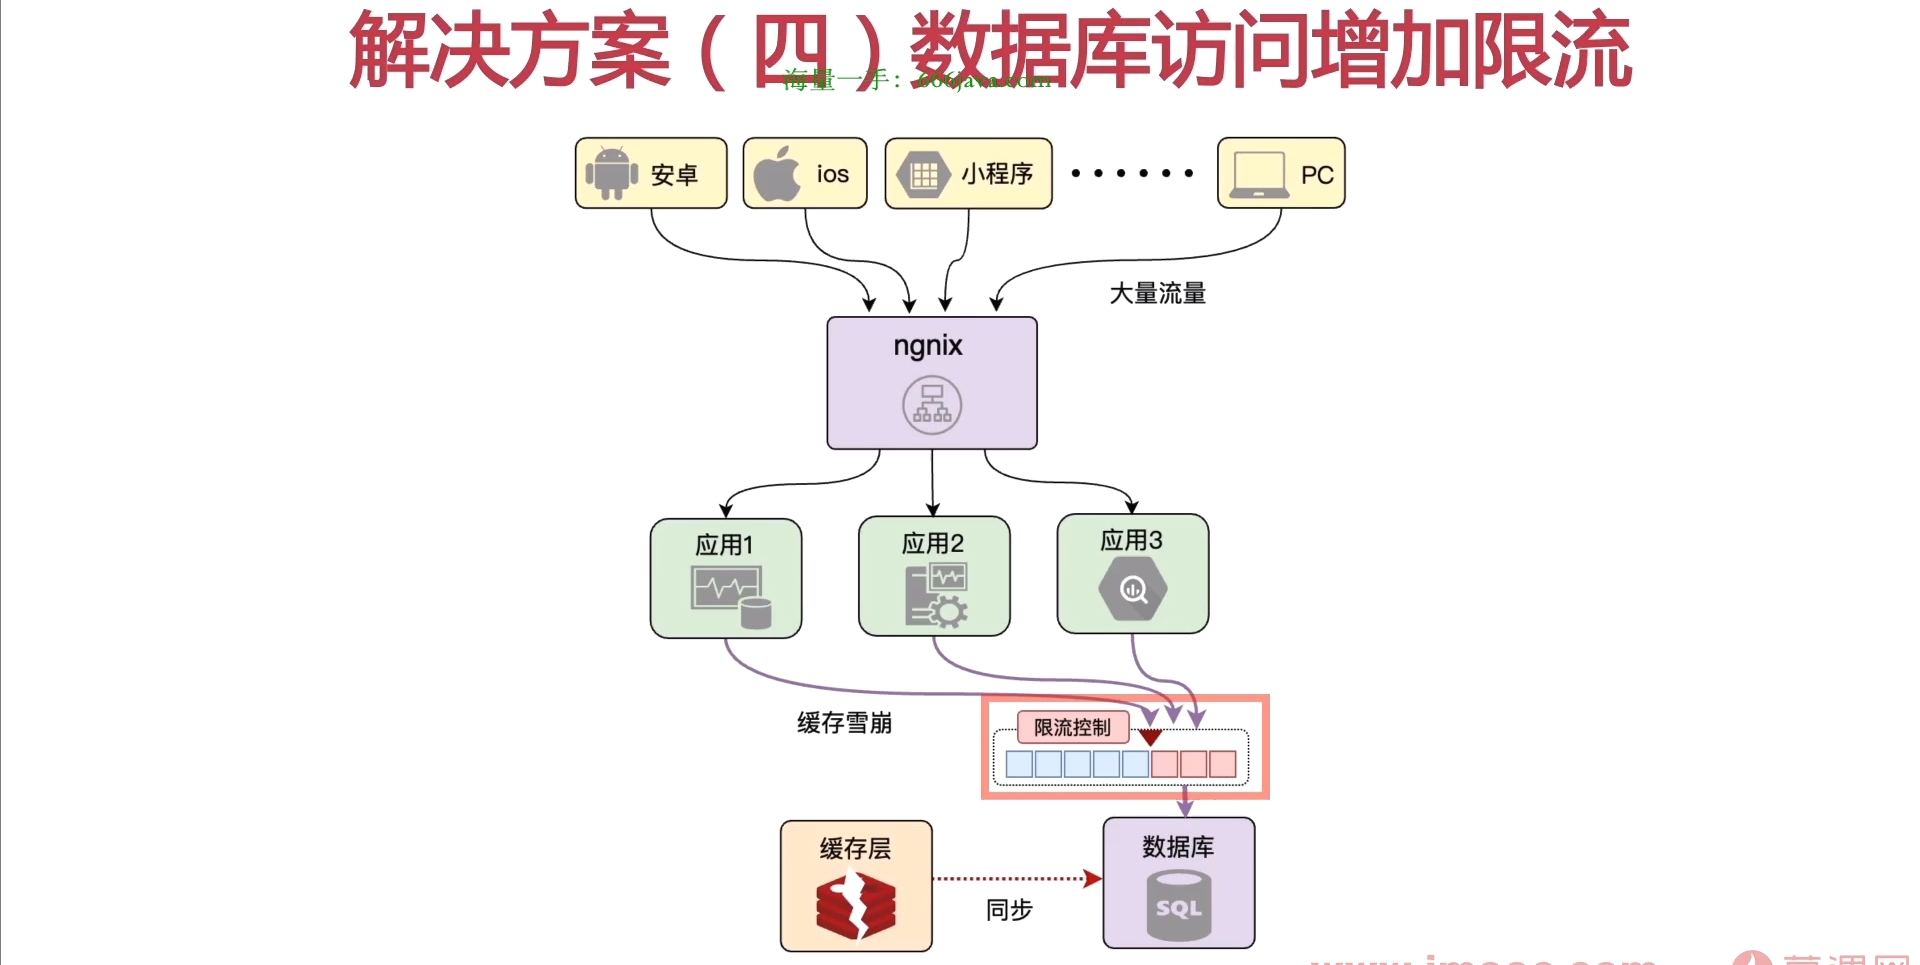 解决方案（四）数据库访问增加限流
海量一手：666java.com
安卓
ios
小程序
PC
大量流量
ngnix
应用1
应用2
应用3
缓存雪崩
限流控制
缓存层
数据库
同步
SQL